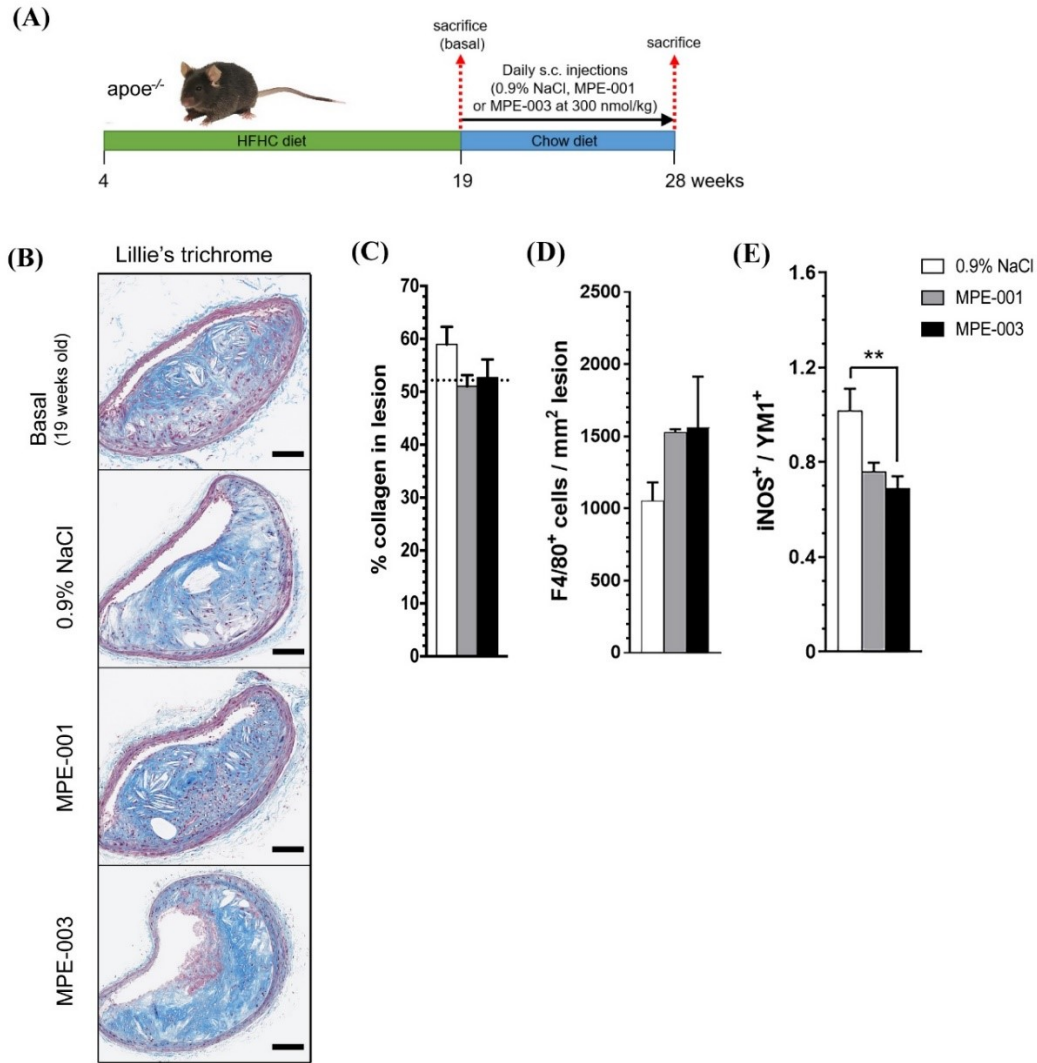 (A)
sacrifice
(basal)
sacrifice
apoe-/-
Daily s.c. injections
(0.9% NaCl, MPE-001
or MPE-003 at 300 nmol/kg)
HFHC diet
Chow diet
4
19
28 weeks
(B)
Lillie's trichrome
Basal
(19 weeks old)
0.9% NaCl
MPE-001
MPE-003
(C)
% collagen in lesion
70
60
50
40
30
20
10
0
(D)
F4/80+ cells / mm2 lesion
2500
2000
1500
1000
500
0
(E)
iNOS+ / YM1+
1.6
1.2
0.8
0.4
0
**
0.9% NaCl
MPE-001
MPE-003